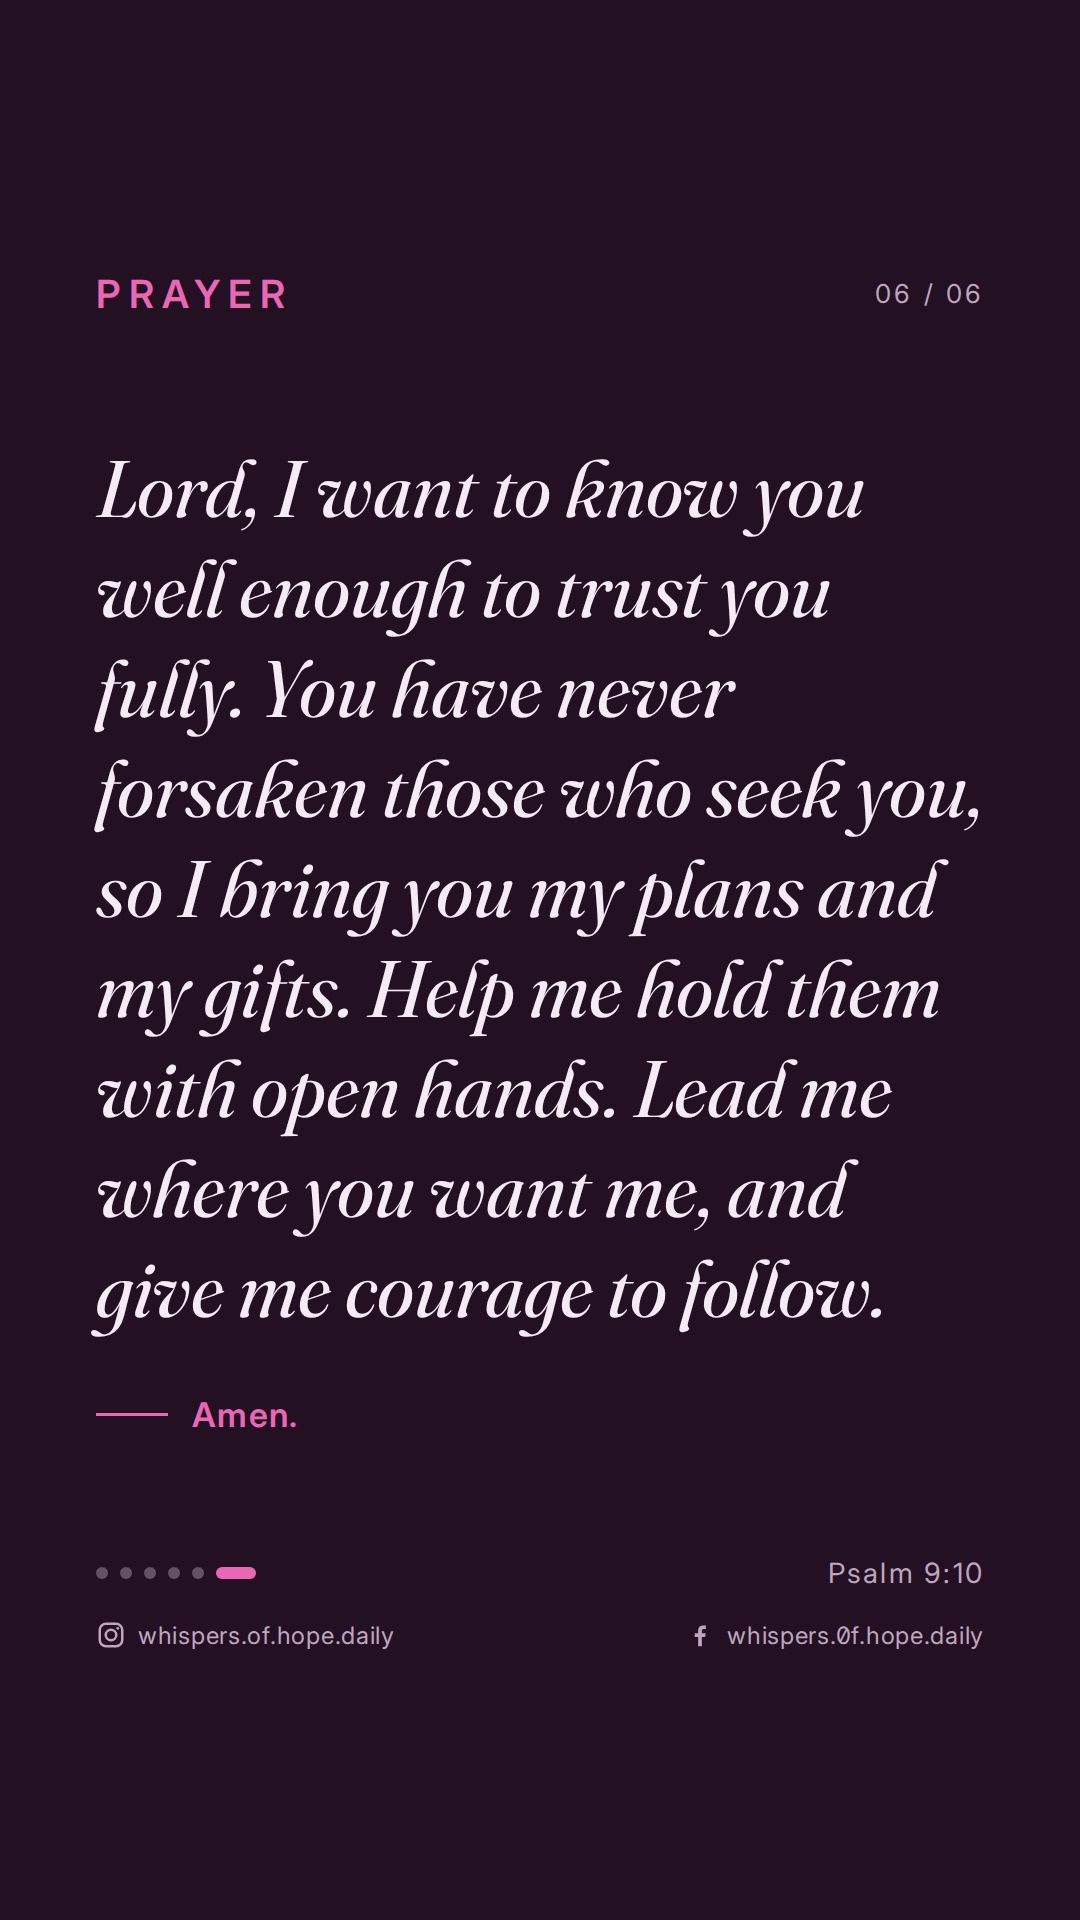 PRAYER
06 / 06
Lord, I want to know you
well enough to trust you
fully. You have never
forsaken those who seek you,
so I bring you my plans and
my gifts. Help me hold them
with open hands. Lead me
where you want me, and
give me courage to follow.
Amen.
Psalm 9:10
whispers.of.hope.daily
whispers.0f.hope.daily